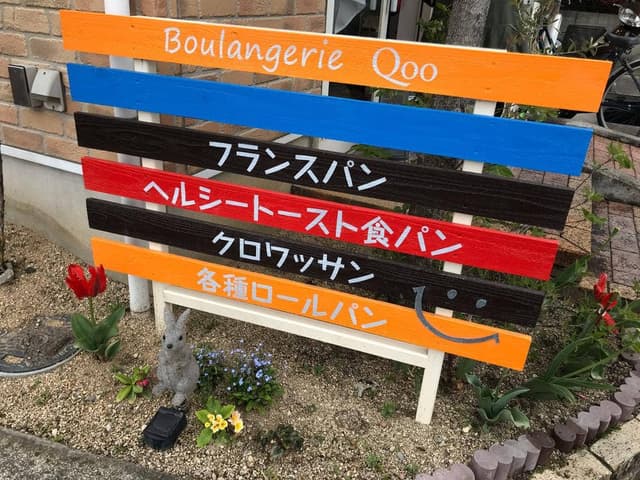 Boulangerie Qoo
フランスパン
ヘルシートースト食パン
クロワッサン
各種ロールパン